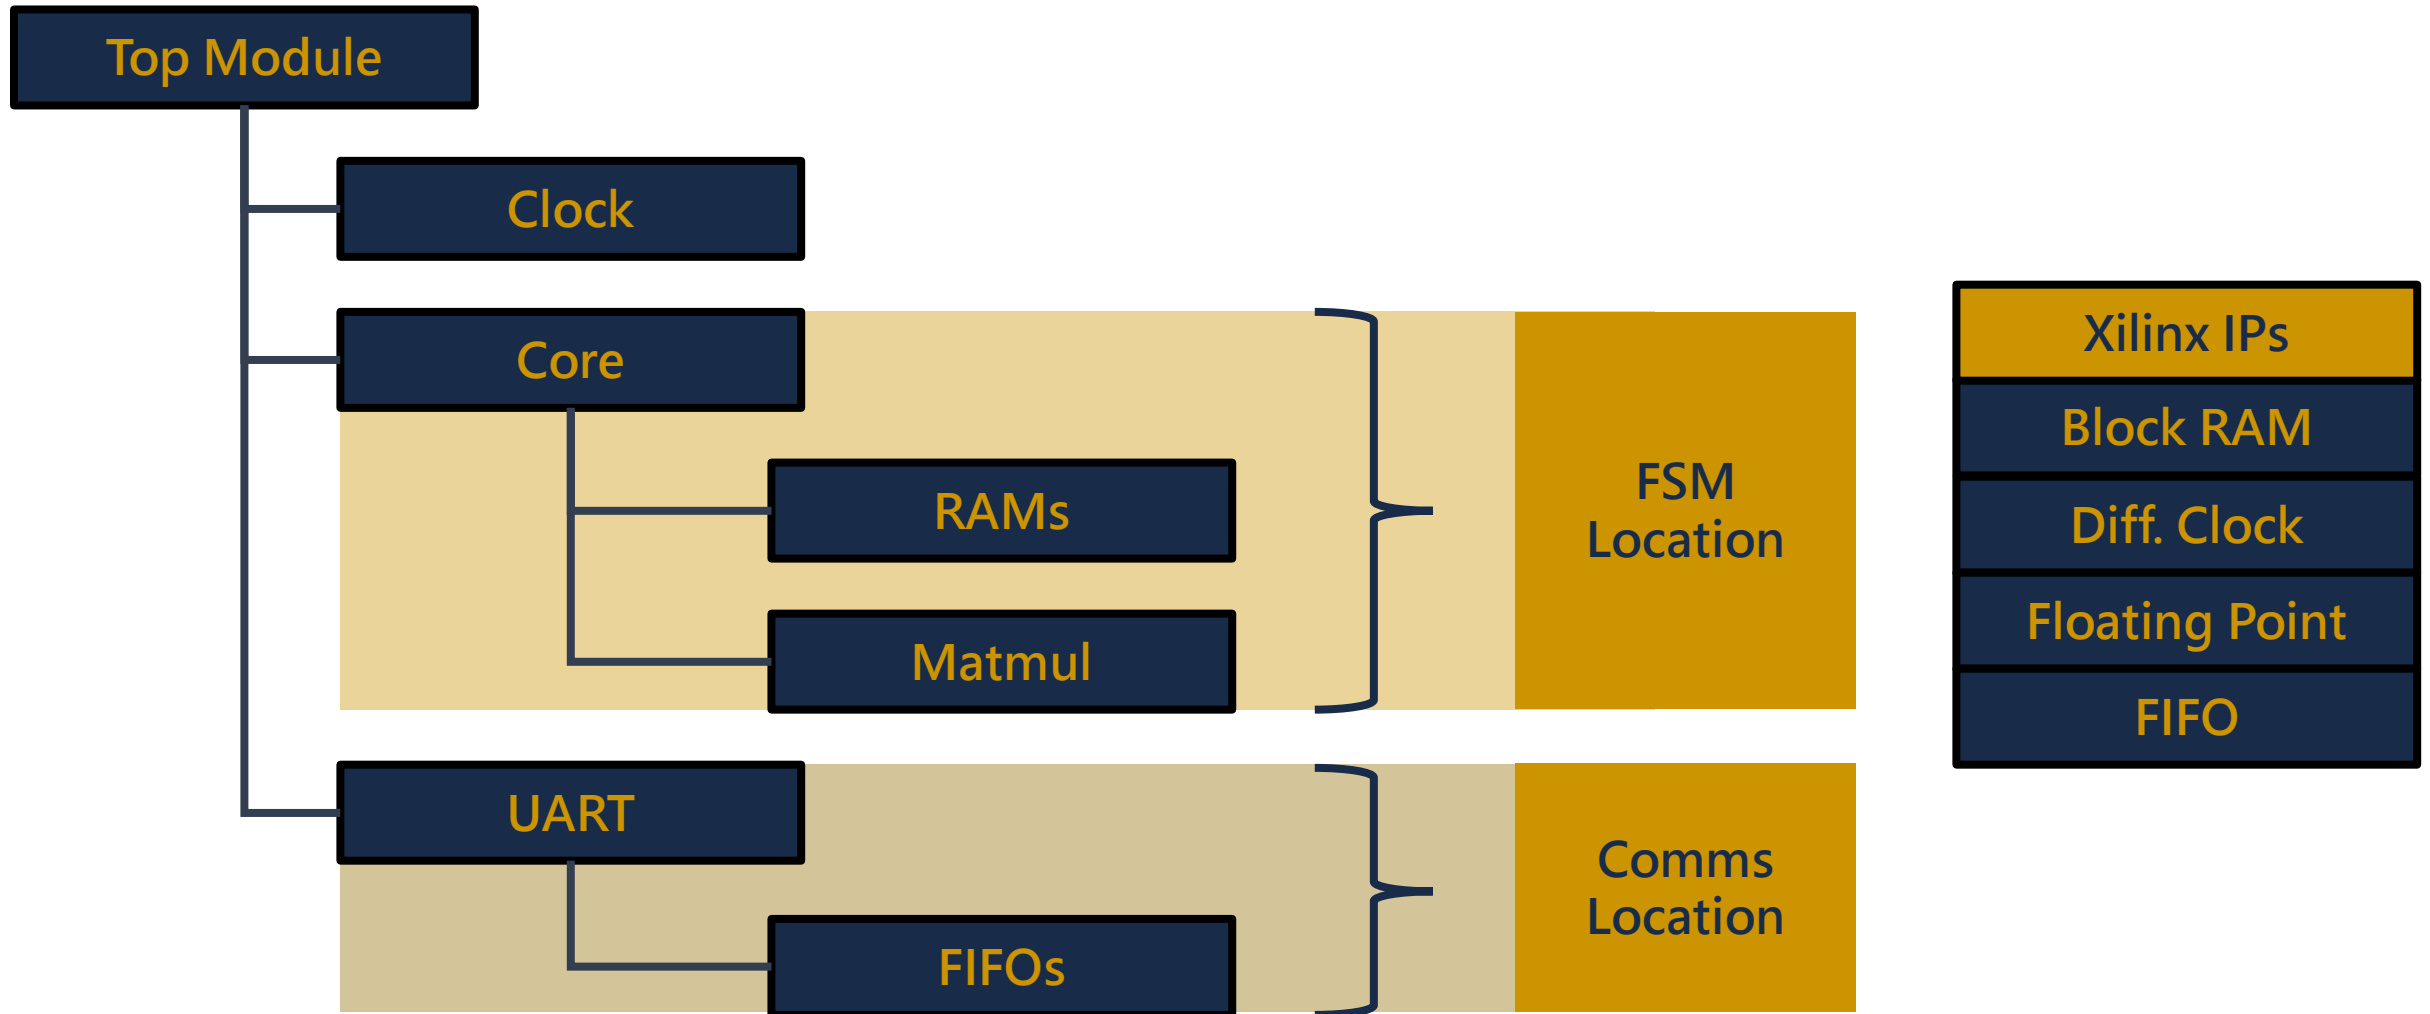 Top Module
Clock
Core
RAMs
Matmul
FSM
Location
UART
FIFOs
Comms
Location
Xilinx IPs
Block RAM
Diff. Clock
Floating Point
FIFO